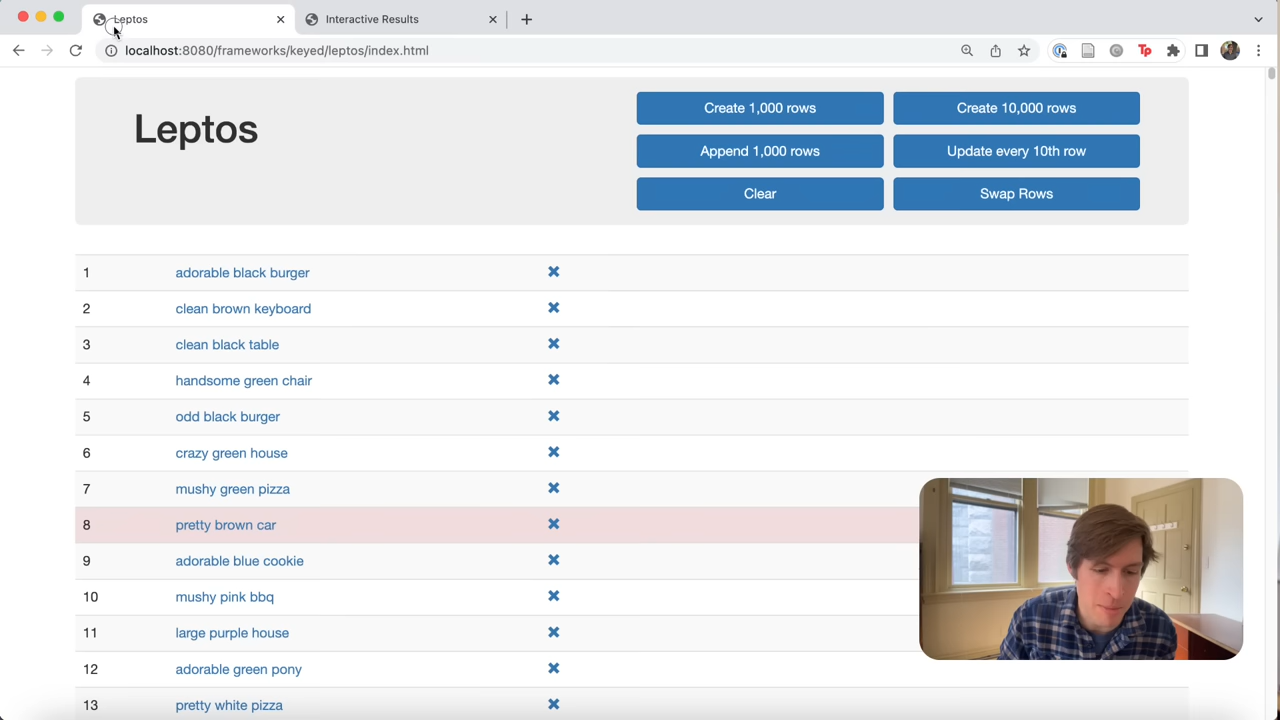 Leptos
Interactive Results
localhost:8080/frameworks/keyed/leptos/index.html
Tp
Leptos
Create 1,000 rows
Create 10,000 rows
Append 1,000 rows
Update every 10th row
Clear
Swap Rows
1 adorable black burger
2 clean brown keyboard
3 clean black table
4 handsome green chair
5 odd black burger
6 crazy green house
7 mushy green pizza
8 pretty brown car
9 adorable blue cookie
10 mushy pink bbq
11 large purple house
12 adorable green pony
13 pretty white pizza